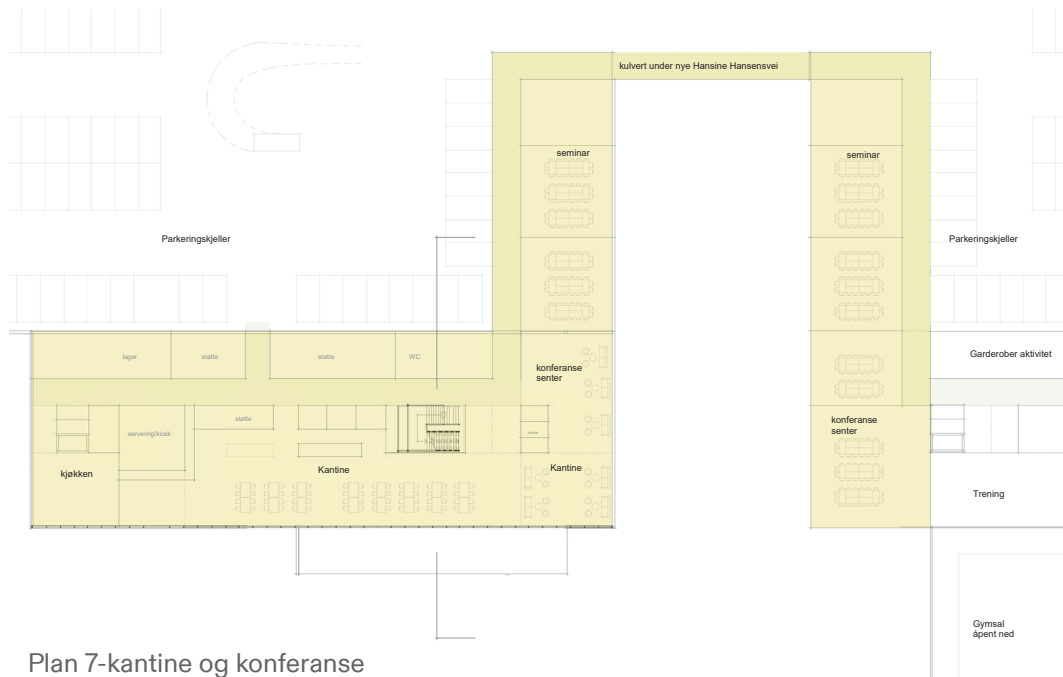 kulvert under nye Hansine Hansensvei
seminar
seminar
Parkeringskjeller
Parkeringskjeller
lager
støtte
støtte
WC
konferanse
senter
Garderober aktivitet
støtte
servering/kiosk
konferanse
senter
kjøkken
Kantine
Kantine
Trening
Gymsal
åpent ned
Plan 7-kantine og konferanse